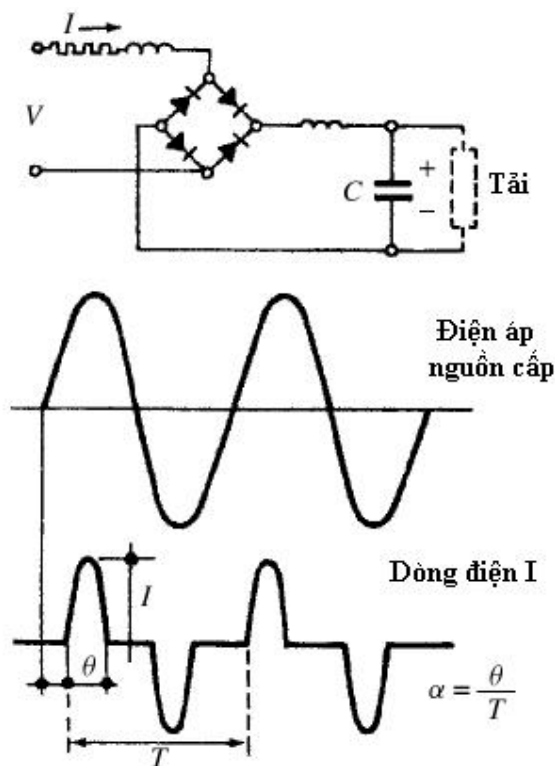 I
V
C
+
−
Tải
Điện áp
nguồn cấp
Dòng điện I
I
θ
α = θ/T
T